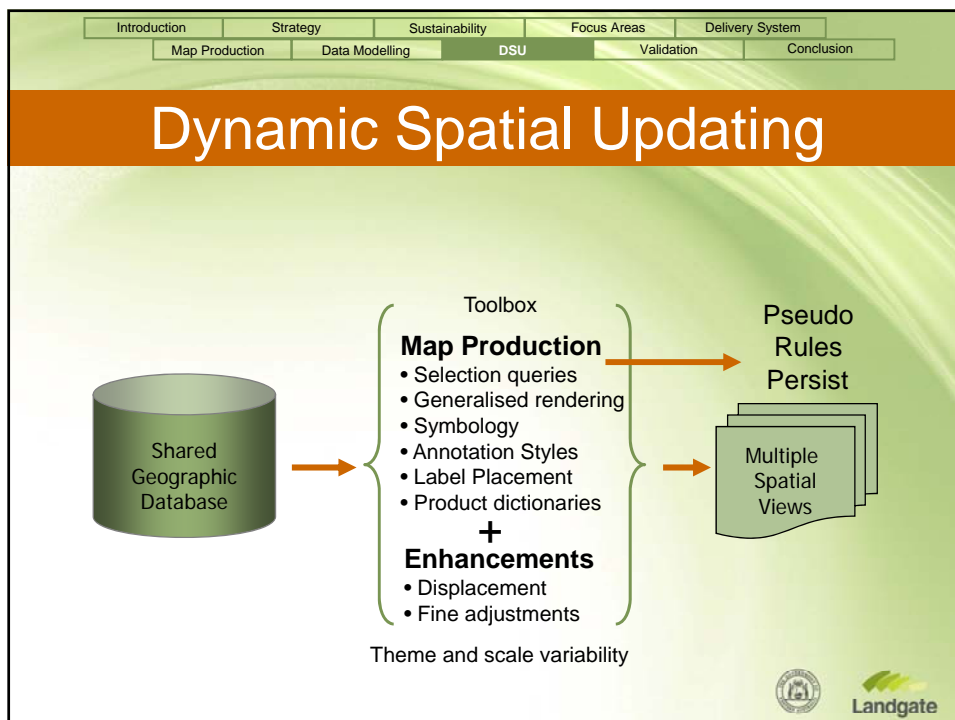 Introduction Strategy Sustainability Focus Areas Delivery System
Map Production Data Modelling DSU Validation Conclusion
Dynamic Spatial Updating
Shared
Geographic
Database
Toolbox
Map Production
• Selection queries
• Generalised rendering
• Symbology
• Annotation Styles
• Label Placement
• Product dictionaries
+
Enhancements
• Displacement
• Fine adjustments
Theme and scale variability
Pseudo
Rules
Persist
Multiple
Spatial
Views
Landgate